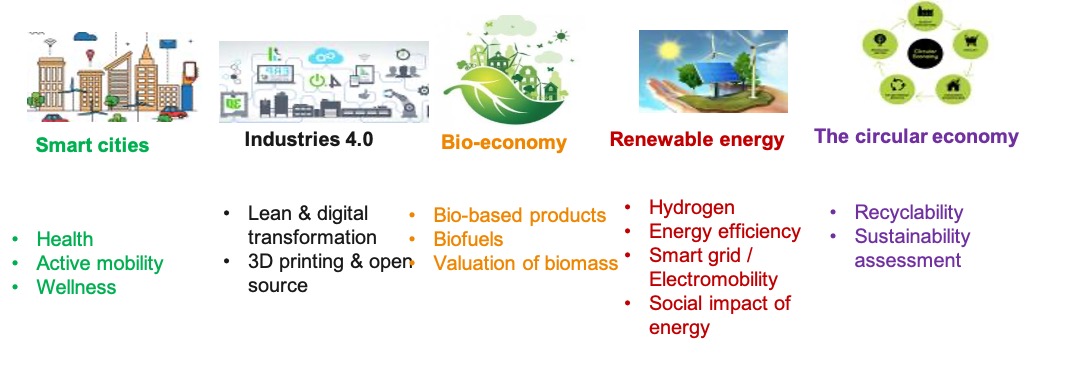 Circular
Economy
Smart cities
Industries 4.0
Bio-economy
Renewable energy
The circular economy
• Health
• Active mobility
• Wellness
• Lean & digital
transformation
• 3D printing & open
source
• Bio-based products
• Biofuels
• Valuation of biomass
• Hydrogen
• Energy efficiency
• Smart grid /
Electromobility
• Social impact of
energy
• Recyclability
• Sustainability
assessment